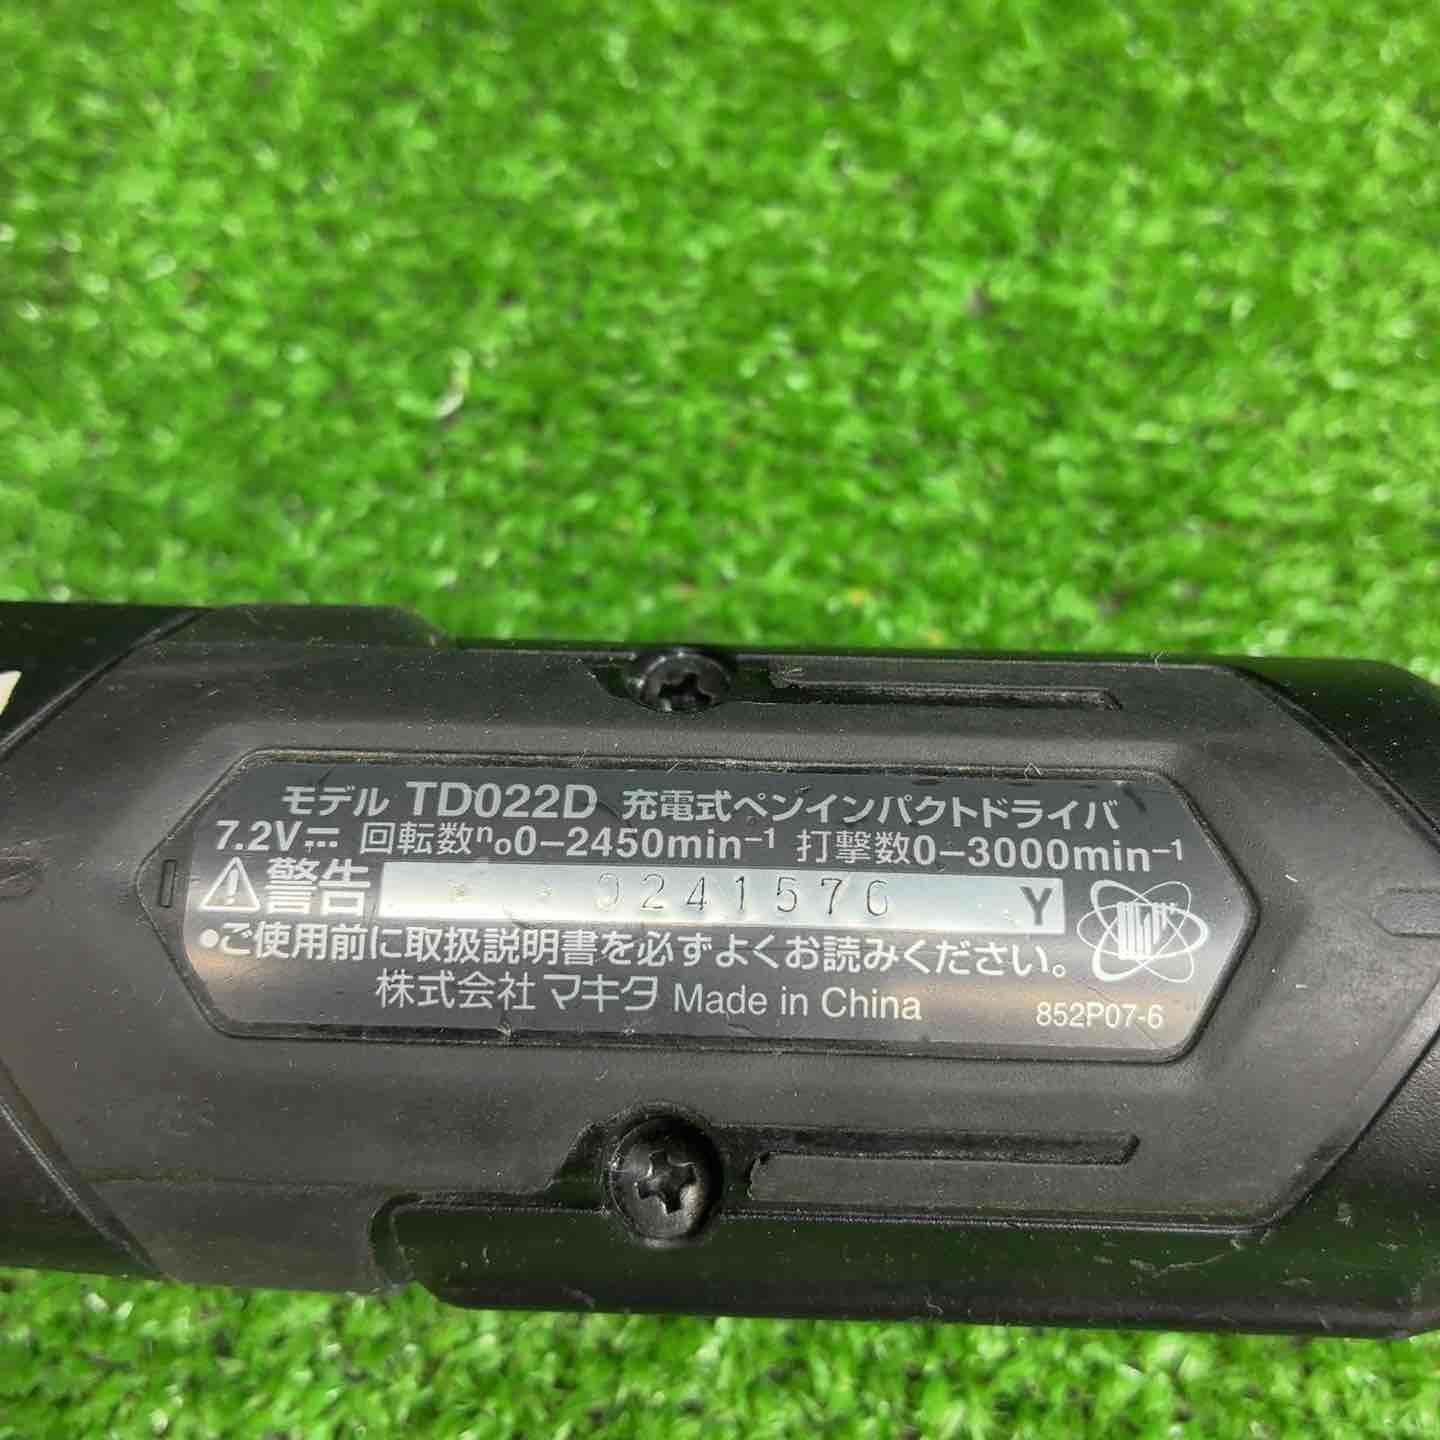 モデル TD022D 充電式ペンインパクトドライバ
7.2V⎓ 回転数n₀0−2450min⁻¹ 打撃数0−3000min⁻¹
⚠警告 0241576 Y
●ご使用前に取扱説明書を必ずよくお読みください。
株式会社 マキタ Made in China 852P07-6